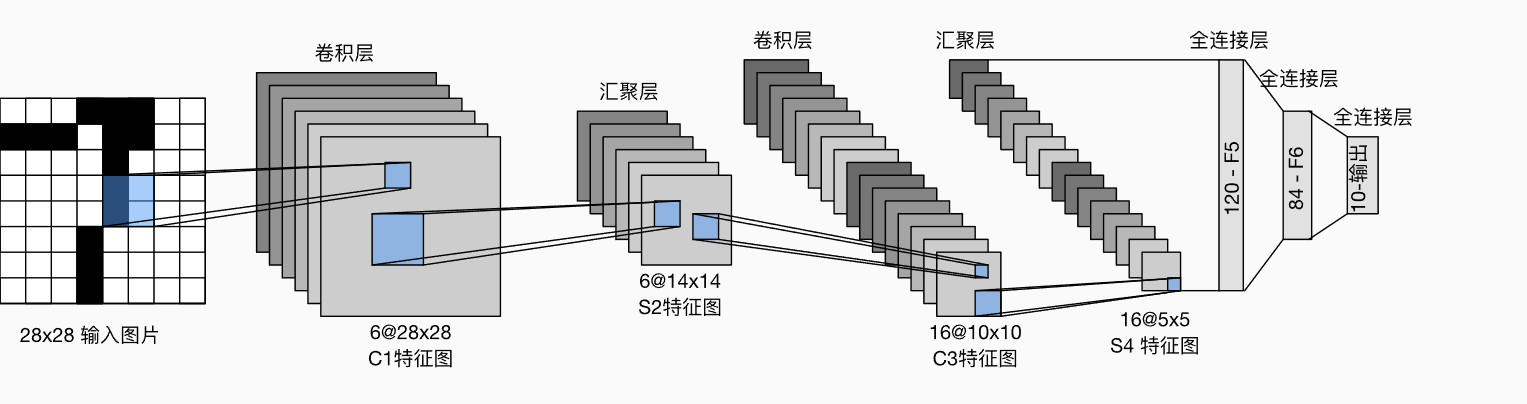 卷积层
汇聚层
卷积层
汇聚层
全连接层
全连接层
全连接层
120 - F5
84 - F6
10-输出
28x28 输入图片
6@28x28
C1特征图
6@14x14
S2特征图
16@10x10
C3特征图
16@5x5
S4 特征图